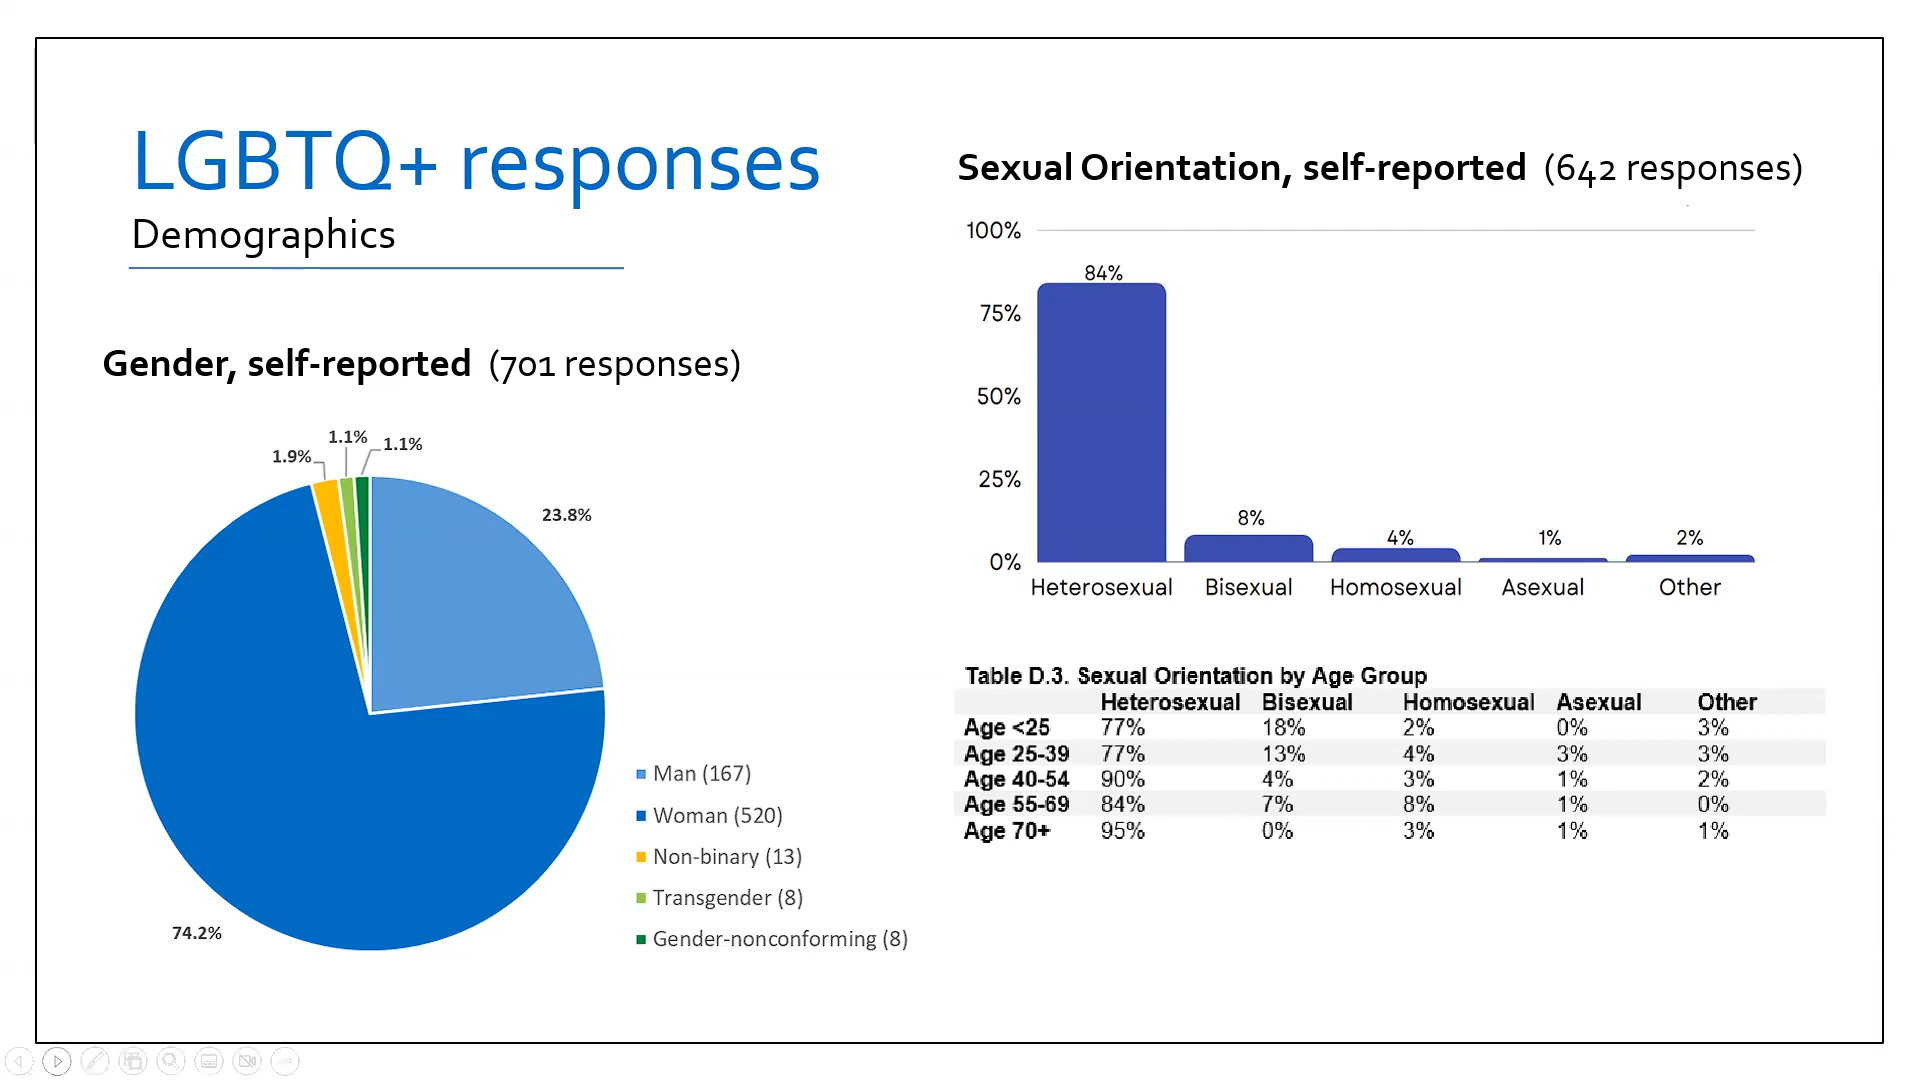 LGBTQ+ responses
Demographics
Gender, self-reported (701 responses)
1.9%
1.1%
1.1%
23.8%
74.2%
Man (167)
Woman (520)
Non-binary (13)
Transgender (8)
Gender-nonconforming (8)
Sexual Orientation, self-reported (642 responses)
100%
75%
50%
25%
0%
84%
8%
4%
1%
2%
Heterosexual Bisexual Homosexual Asexual Other
Table D.3. Sexual Orientation by Age Group
Heterosexual Bisexual Homosexual Asexual Other
Age <25 77% 18% 2% 0% 3%
Age 25-39 77% 13% 4% 3% 3%
Age 40-54 90% 4% 3% 1% 2%
Age 55-69 84% 7% 8% 1% 0%
Age 70+ 95% 0% 3% 1% 1%